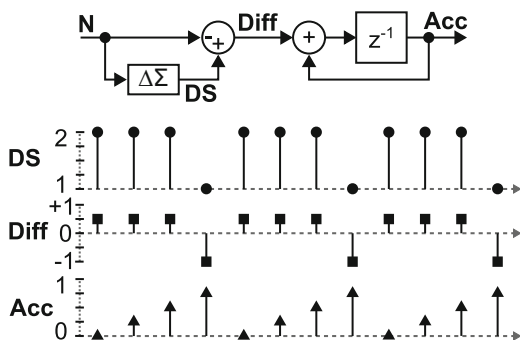 N
Diff
Acc
-
+
+
z-1
ΔΣ
DS
DS
2
1
Diff
+1
0
-1
Acc
1
0